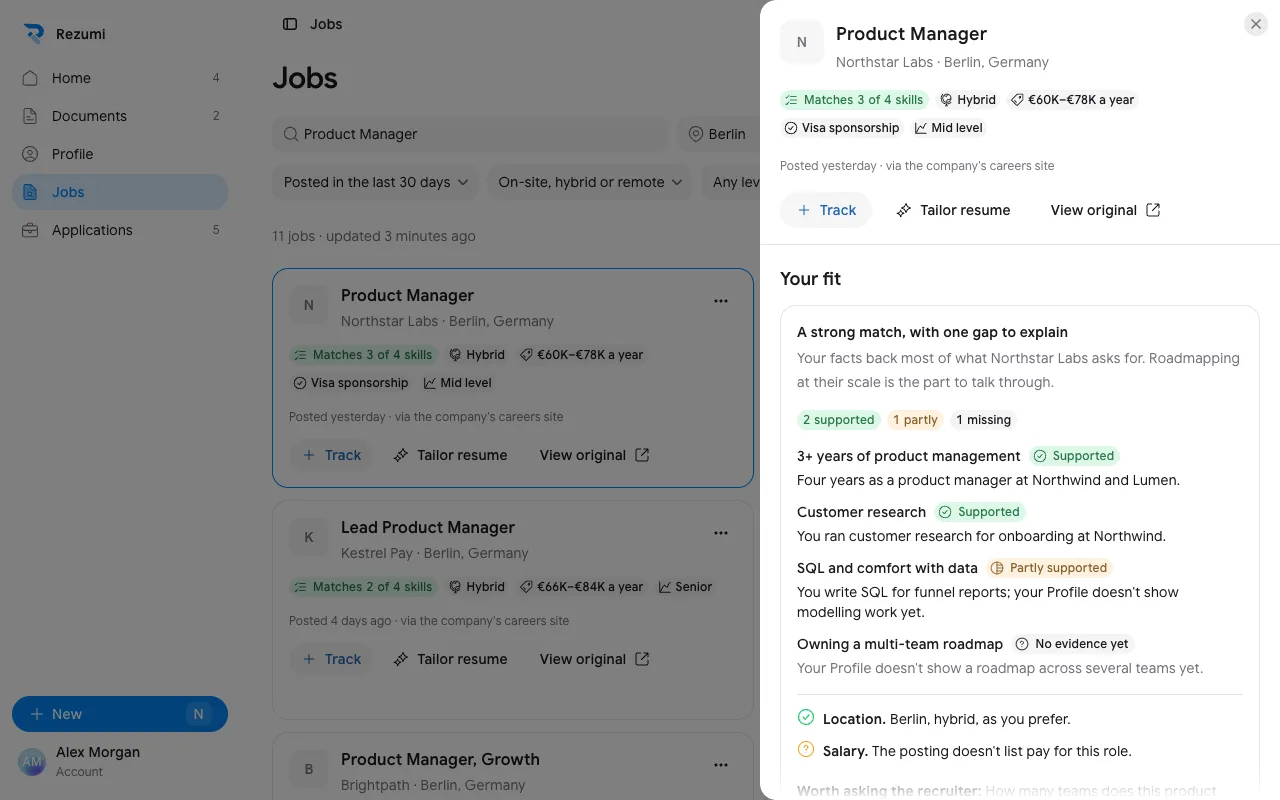 Rezumi
Home 4
Documents 2
Profile
Jobs
Applications 5
New N
AM Alex Morgan
Account
Jobs
Jobs
Product Manager
Berlin
Posted in the last 30 days
On-site, hybrid or remote
Any lev
11 jobs · updated 3 minutes ago
N
Product Manager
Northstar Labs · Berlin, Germany
Matches 3 of 4 skills Hybrid €60K–€78K a year
Visa sponsorship Mid level
Posted yesterday · via the company's careers site
Track Tailor resume View original
K
Lead Product Manager
Kestrel Pay · Berlin, Germany
Matches 2 of 4 skills Hybrid €66K–€84K a year Senior
Posted 4 days ago · via the company's careers site
Track Tailor resume View original
B
Product Manager, Growth
Brightpath · Berlin, Germany
N
Product Manager
Northstar Labs · Berlin, Germany
Matches 3 of 4 skills Hybrid €60K–€78K a year
Visa sponsorship Mid level
Posted yesterday · via the company's careers site
Track Tailor resume View original
Your fit
A strong match, with one gap to explain
Your facts back most of what Northstar Labs asks for. Roadmapping
at their scale is the part to talk through.
2 supported 1 partly 1 missing
3+ years of product management Supported
Four years as a product manager at Northwind and Lumen.
Customer research Supported
You ran customer research for onboarding at Northwind.
SQL and comfort with data Partly supported
You write SQL for funnel reports; your Profile doesn't show
modelling work yet.
Owning a multi-team roadmap No evidence yet
Your Profile doesn't show a roadmap across several teams yet.
Location. Berlin, hybrid, as you prefer.
Salary. The posting doesn't list pay for this role.
Worth asking the recruiter: How many teams does this product